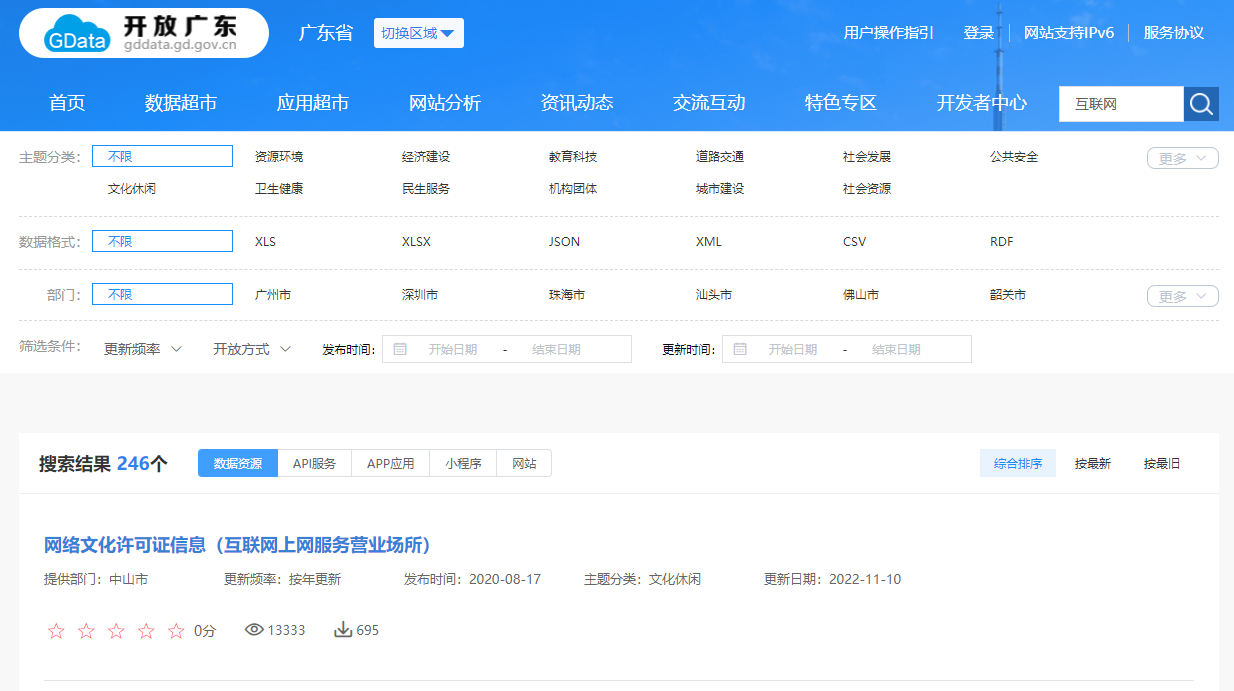 GData 开放广东 gddata.gd.gov.cn 广东省 切换区域 用户操作指引 登录 网站支持IPv6 服务协议
首页 数据超市 应用超市 网站分析 资讯动态 交流互动 特色专区 开发者中心 互联网
主题分类： 不限 资源环境 经济建设 教育科技 道路交通 社会发展 公共安全 更多
文化休闲 卫生健康 民生服务 机构团体 城市建设 社会资源
数据格式： 不限 XLS XLSX JSON XML CSV RDF
部门： 不限 广州市 深圳市 珠海市 汕头市 佛山市 韶关市 更多
筛选条件： 更新频率 开放方式 发布时间： 开始日期 - 结束日期 更新时间： 开始日期 - 结束日期
搜索结果 246个 数据资源 API服务 APP应用 小程序 网站 综合排序 按最新 按最旧
网络文化许可证信息（互联网上网服务营业场所）
提供部门：中山市 更新频率：按年更新 发布时间：2020-08-17 主题分类：文化休闲 更新日期：2022-11-10
0分 13333 695